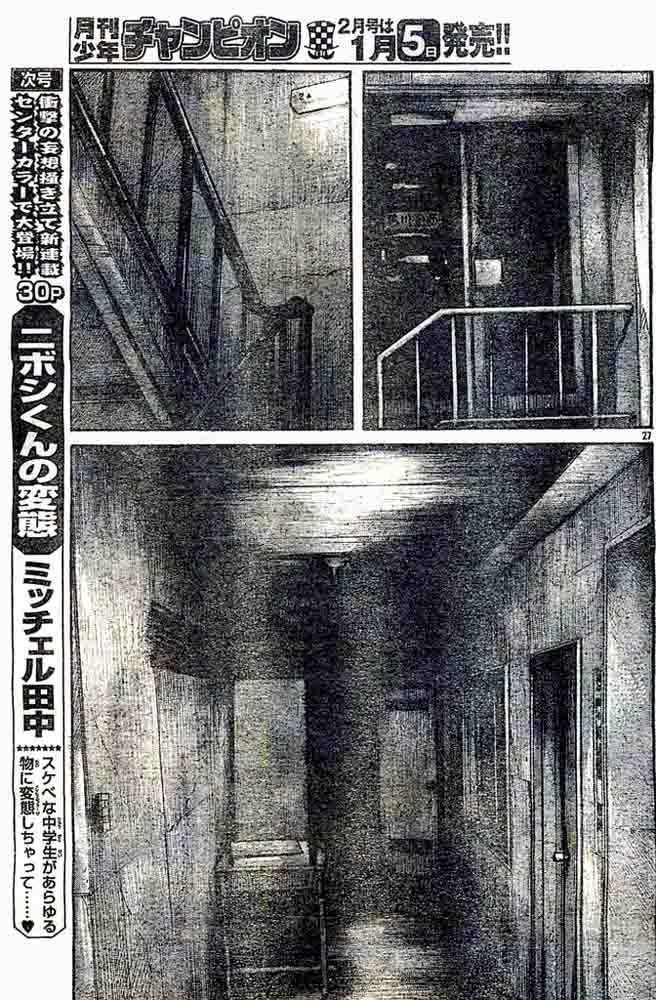 月刊
少年
チャンピオン
2月号は
1月5日発売!!
次号
衝撃の妄想描き立て新連載
センターカラーで大登場!!
30P
ニボシくんの変態
ミッチェル田中
スケベな中学生があらゆる
物に変態しちゃって……♥
27